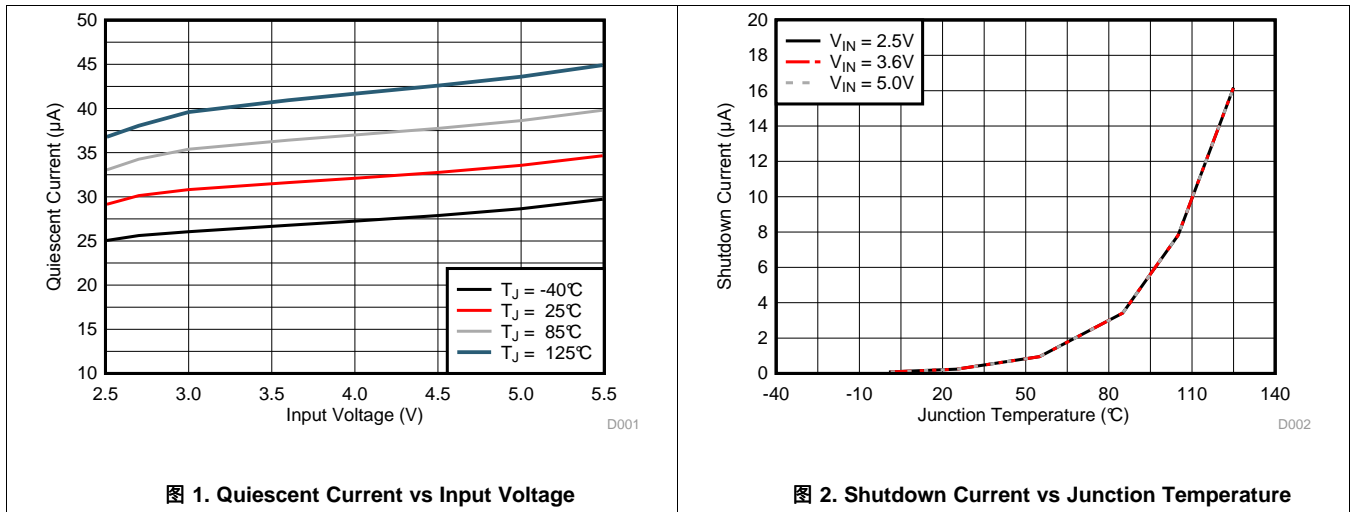 50
45
40
35
30
25
20
15
10
Quiescent Current (µA)
T_J = -40℃
T_J = 25℃
T_J = 85℃
T_J = 125℃
2.5 3.0 3.5 4.0 4.5 5.0 5.5
Input Voltage (V)
D001
图 1. Quiescent Current vs Input Voltage
20
18
16
14
12
10
8
6
4
2
0
Shutdown Current (µA)
V_IN = 2.5V
V_IN = 3.6V
V_IN = 5.0V
-40 -10 20 50 80 110 140
Junction Temperature (℃)
D002
图 2. Shutdown Current vs Junction Temperature